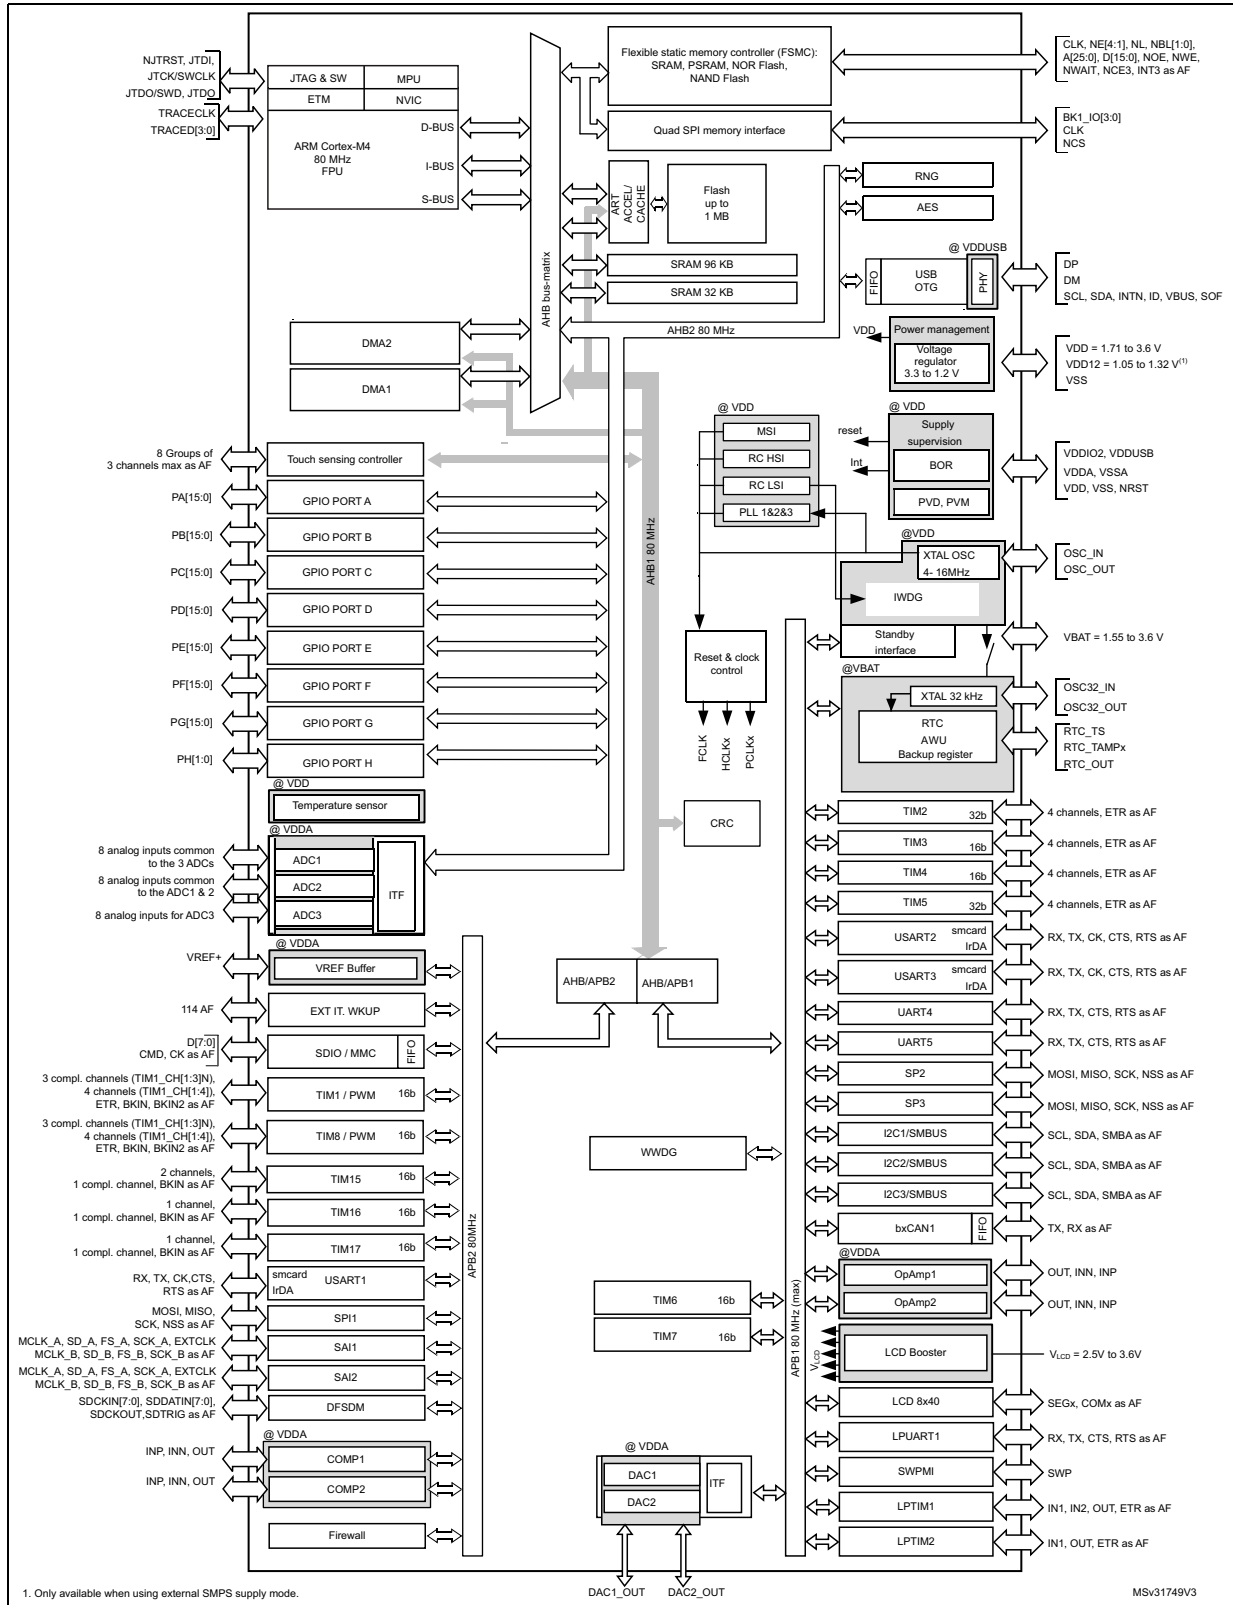 NJTRST, JTDI,
JTCK/SWCLK
JTDO/SWD, JTDO
TRACECLK
TRACED[3:0]
JTAG & SW
MPU
ETM
NVIC
ARM Cortex-M4
80 MHz
FPU
D-BUS
I-BUS
S-BUS
AHB bus-matrix
Flexible static memory controller (FSMC):
SRAM, PSRAM, NOR Flash,
NAND Flash
CLK, NE[4:1], NL, NBL[1:0],
A[25:0], D[15:0], NOE, NWE,
NWAIT, NCE3, INT3 as AF
Quad SPI memory interface
BK1_IO[3:0]
CLK
NCS
ART
ACCEL/
CACHE
Flash
up to
1 MB
RNG
AES
SRAM 96 KB
SRAM 32 KB
@ VDDUSB
FIFO
USB
OTG
PHY
DP
DM
SCL, SDA, INTN, ID, VBUS, SOF
AHB2 80 MHz
DMA2
DMA1
VDD
Power management
Voltage
regulator
3.3 to 1.2 V
VDD = 1.71 to 3.6 V
VDD12 = 1.05 to 1.32 V(1)
VSS
@ VDD
MSI
RC HSI
RC LSI
PLL 1&2&3
@ VDD
reset
Int
Supply
supervision
BOR
PVD, PVM
VDDIO2, VDDUSB
VDDA, VSSA
VDD, VSS, NRST
8 Groups of
3 channels max as AF
Touch sensing controller
PA[15:0]
GPIO PORT A
PB[15:0]
GPIO PORT B
PC[15:0]
GPIO PORT C
PD[15:0]
GPIO PORT D
PE[15:0]
GPIO PORT E
PF[15:0]
GPIO PORT F
PG[15:0]
GPIO PORT G
PH[1:0]
GPIO PORT H
AHB1 80 MHz
@VDD
XTAL OSC
4- 16MHz
IWDG
OSC_IN
OSC_OUT
Standby
interface
VBAT = 1.55 to 3.6 V
Reset & clock
control
FCLK
HCLKx
PCLKx
@VBAT
XTAL 32 kHz
RTC
AWU
Backup register
OSC32_IN
OSC32_OUT
RTC_TS
RTC_TAMPx
RTC_OUT
@ VDD
Temperature sensor
@ VDDA
8 analog inputs common
to the 3 ADCs
8 analog inputs common
to the ADC1 & 2
8 analog inputs for ADC3
ADC1
ADC2
ADC3
ITF
CRC
@ VDDA
VREF+
VREF Buffer
AHB/APB2
AHB/APB1
114 AF
EXT IT. WKUP
D[7:0]
CMD, CK as AF
SDIO / MMC
FIFO
3 compl. channels (TIM1_CH[1:3]N),
4 channels (TIM1_CH[1:4]),
ETR, BKIN, BKIN2 as AF
TIM1 / PWM
16b
3 compl. channels (TIM1_CH[1:3]N),
4 channels (TIM1_CH[1:4]),
ETR, BKIN, BKIN2 as AF
TIM8 / PWM
16b
2 channels,
1 compl. channel, BKIN as AF
TIM15
16b
1 channel,
1 compl. channel, BKIN as AF
TIM16
16b
1 channel,
1 compl. channel, BKIN as AF
TIM17
16b
RX, TX, CK,CTS,
RTS as AF
smcard
IrDA
USART1
MOSI, MISO,
SCK, NSS as AF
SPI1
MCLK_A, SD_A, FS_A, SCK_A, EXTCLK
MCLK_B, SD_B, FS_B, SCK_B as AF
SAI1
MCLK_A, SD_A, FS_A, SCK_A, EXTCLK
MCLK_B, SD_B, FS_B, SCK_B as AF
SAI2
SDCKIN[7:0], SDDATIN[7:0],
SDCKOUT,SDTRIG as AF
DFSDM
@ VDDA
INP, INN, OUT
COMP1
INP, INN, OUT
COMP2
Firewall
APB2 80MHz
WWDG
TIM6
16b
TIM7
16b
@ VDDA
DAC1
DAC2
ITF
DAC1_OUT
DAC2_OUT
APB1 80 MHz (max)
TIM2
32b
4 channels, ETR as AF
TIM3
16b
4 channels, ETR as AF
TIM4
16b
4 channels, ETR as AF
TIM5
32b
4 channels, ETR as AF
USART2
smcard
IrDA
RX, TX, CK, CTS, RTS as AF
USART3
smcard
IrDA
RX, TX, CK, CTS, RTS as AF
UART4
RX, TX, CTS, RTS as AF
UART5
RX, TX, CTS, RTS as AF
SP2
MOSI, MISO, SCK, NSS as AF
SP3
MOSI, MISO, SCK, NSS as AF
I2C1/SMBUS
SCL, SDA, SMBA as AF
I2C2/SMBUS
SCL, SDA, SMBA as AF
I2C3/SMBUS
SCL, SDA, SMBA as AF
bxCAN1
FIFO
TX, RX as AF
@VDDA
OpAmp1
OUT, INN, INP
OpAmp2
OUT, INN, INP
VLCD
LCD Booster
VLCD = 2.5V to 3.6V
LCD 8x40
SEGx, COMx as AF
LPUART1
RX, TX, CTS, RTS as AF
SWPMI
SWP
LPTIM1
IN1, IN2, OUT, ETR as AF
LPTIM2
IN1, OUT, ETR as AF
1. Only available when using external SMPS supply mode.
MSv31749V3